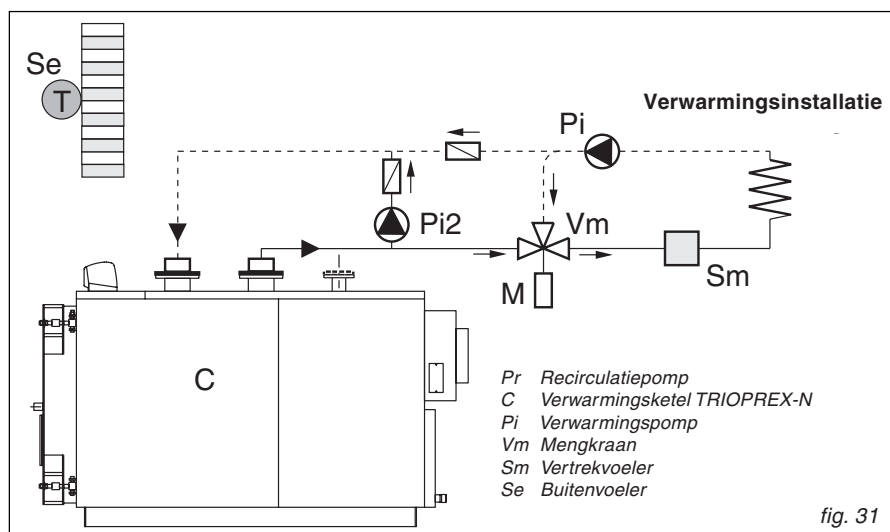 Se
T
Verwarmingsinstallatie
Pi
Pi2
Vm
Sm
M
C
Pr Recirculatiepomp
C Verwarmingsketel TRIOPREX-N
Pi Verwarmingspomp
Vm Mengkraan
Sm Vertrekvoeler
Se Buitenvoeler
fig. 31